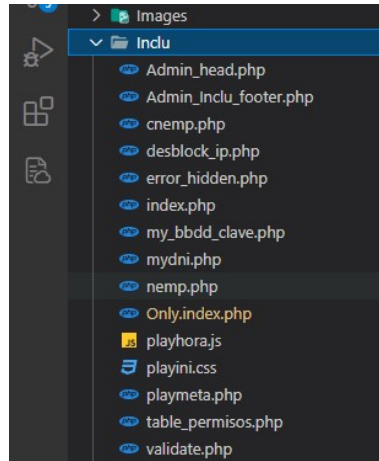 Images
Inclu
Admin_head.php
Admin_Inclu_footer.php
cnemp.php
desblock_ip.php
error_hidden.php
index.php
my_bbdd_clave.php
mydni.php
nemp.php
Only.index.php
JS playhora.js
playini.css
playmeta.php
table_permisos.php
validate.php